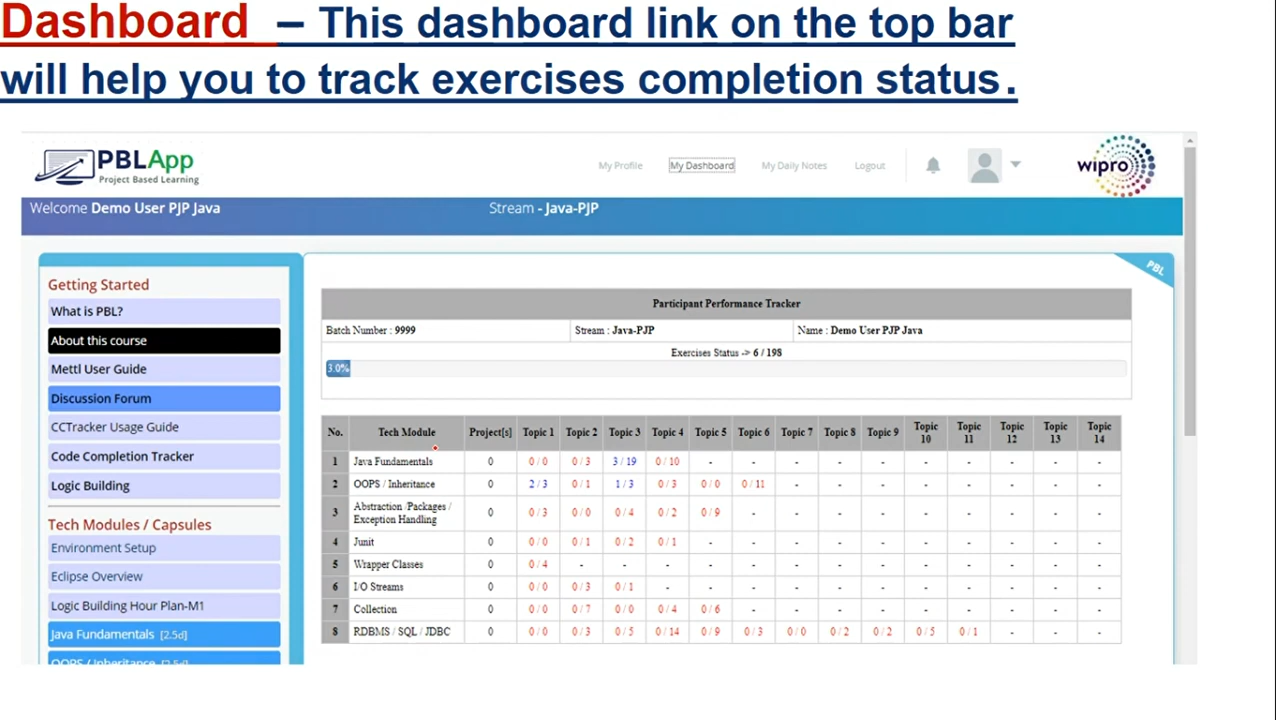 Dashboard – This dashboard link on the top bar
will help you to track exercises completion status.
PBLApp
Project Based Learning
My Profile My Dashboard My Daily Notes Logout
wipro
Welcome Demo User PJP Java Stream - Java-PJP
PBL
Getting Started
What is PBL?
About this course
Mettl User Guide
Discussion Forum
CCTracker Usage Guide
Code Completion Tracker
Logic Building
Tech Modules / Capsules
Environment Setup
Eclipse Overview
Logic Building Hour Plan-M1
Java Fundamentals [2.5d]
OOPS / Inheritance [2.5d]
Participant Performance Tracker
Batch Number : 9999 Stream : Java-PJP Name : Demo User PJP Java
Exercises Status -> 6 / 198
3.0%
No. Tech Module Project[s] Topic 1 Topic 2 Topic 3 Topic 4 Topic 5 Topic 6 Topic 7 Topic 8 Topic 9 Topic 10 Topic 11 Topic 12 Topic 13 Topic 14
1 Java Fundamentals 0 0 / 0 0 / 3 3 / 19 0 / 10 - - - - - - - - - -
2 OOPS / Inheritance 0 2 / 3 0 / 1 1 / 3 0 / 3 0 / 0 0 / 11 - - - - - - - -
3 Abstraction /Packages / Exception Handling 0 0 / 3 0 / 0 0 / 4 0 / 2 0 / 9 - - - - - - - - -
4 Junit 0 0 / 0 0 / 1 0 / 2 0 / 1 - - - - - - - - - -
5 Wrapper Classes 0 0 / 4 - - - - - - - - - - - - -
6 I/O Streams 0 0 / 0 0 / 3 0 / 1 - - - - - - - - - - -
7 Collection 0 0 / 0 0 / 7 0 / 0 0 / 4 0 / 6 - - - - - - - - -
8 RDBMS / SQL / JDBC 0 0 / 0 0 / 3 0 / 5 0 / 14 0 / 9 0 / 3 0 / 0 0 / 2 0 / 2 0 / 5 0 / 1 - - -